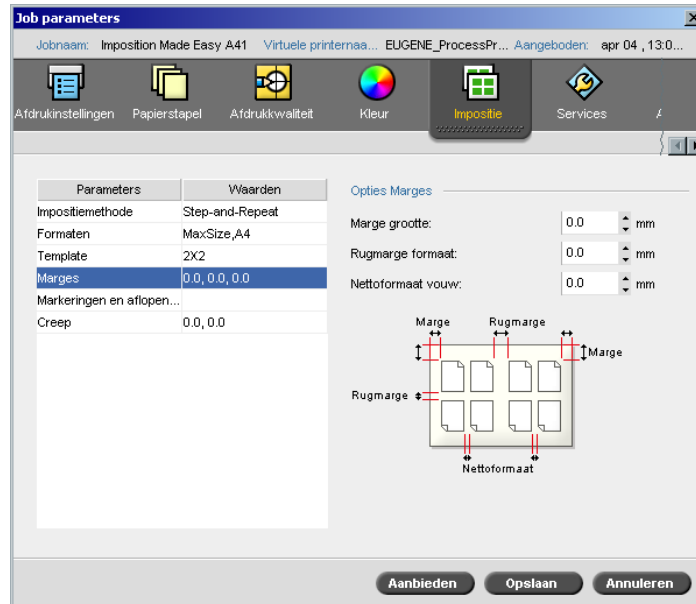 Job parameters
Jobnaam: Imposition Made Easy A41 Virtuele printernaa... EUGENE_ProcessPr... Aangeboden: apr 04 , 13:0...
Afdrukinstellingen Papierstapel Afdrukkwaliteit Kleur Impositie Services
Parameters Waarden
Impositiemethode Step-and-Repeat
Formaten MaxSize,A4
Template 2X2
Marges 0.0, 0.0, 0.0
Markeringen en aflopen...
Creep 0.0, 0.0
Opties Marges
Marge grootte: 0.0 mm
Rugmarge formaat: 0.0 mm
Nettoformaat vouw: 0.0 mm
Marge Rugmarge
Marge
Rugmarge
Nettoformaat
Aanbieden Opslaan Annuleren